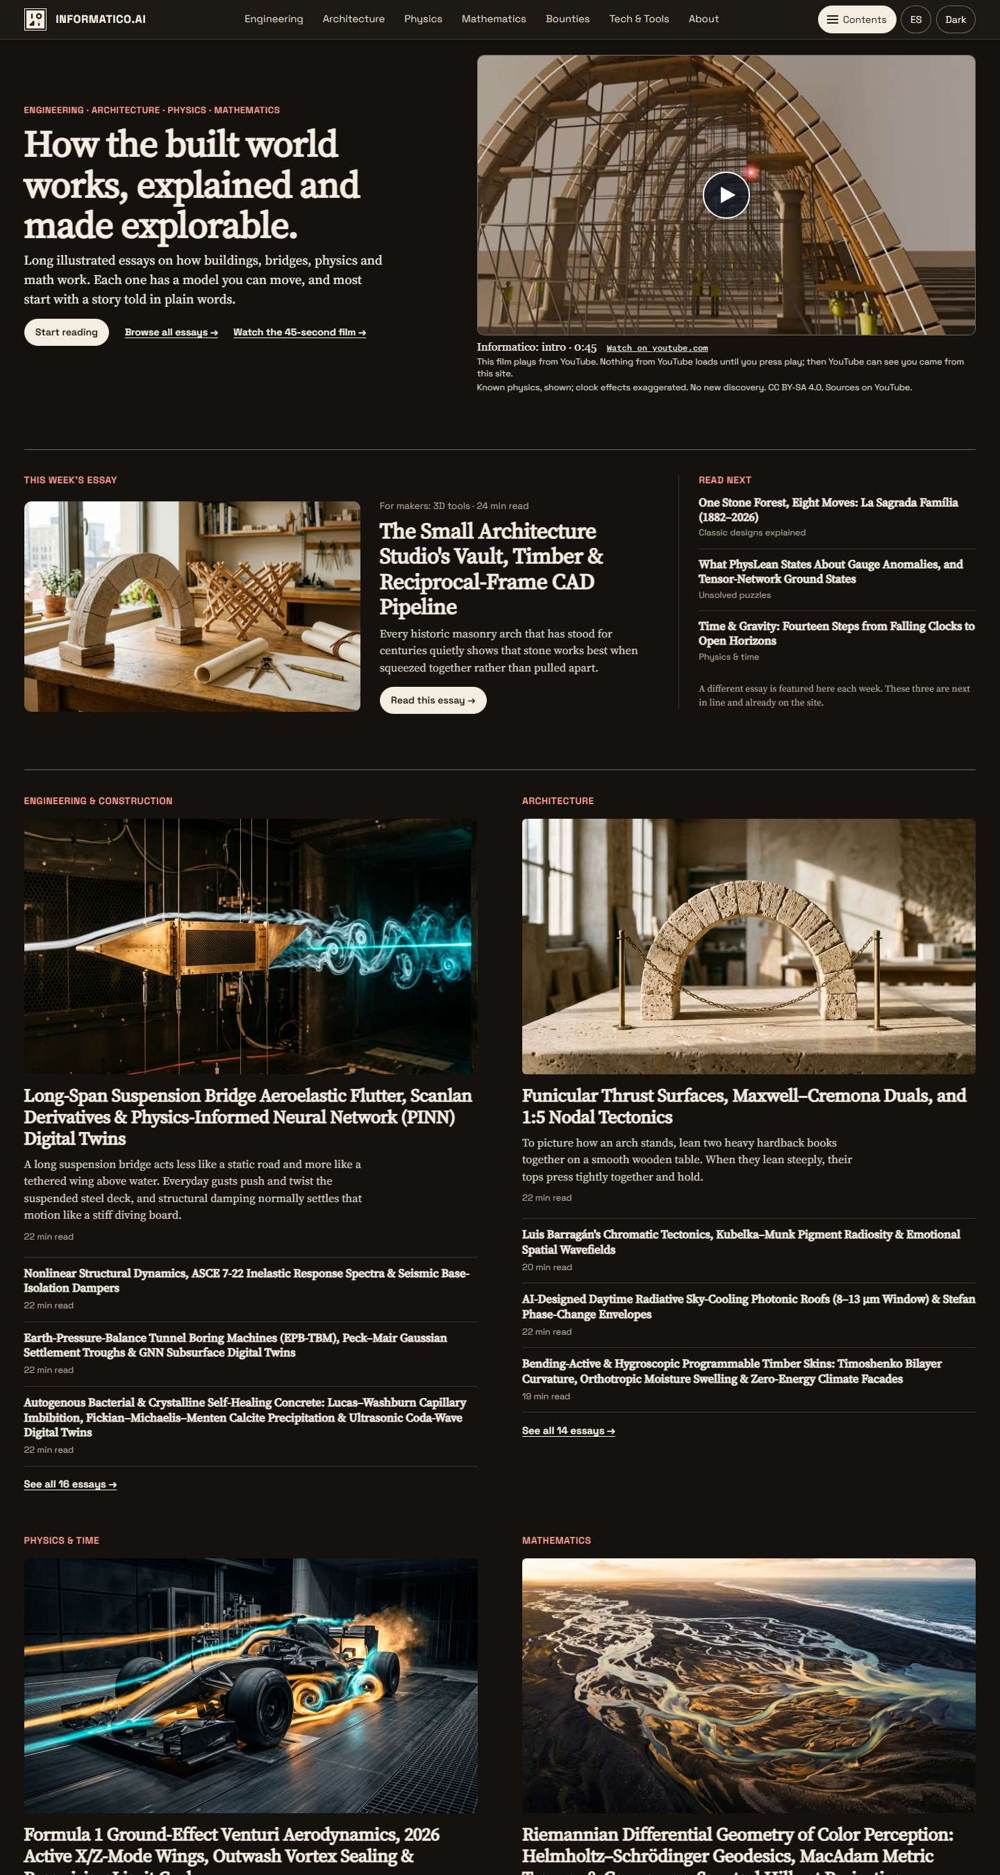 INFORMATICO.AI
Engineering
Architecture
Physics
Mathematics
Bounties
Tech & Tools
About
Contents
ES
Dark
ENGINEERING · ARCHITECTURE · PHYSICS · MATHEMATICS
How the built world
works, explained and
made explorable.
Long illustrated essays on how buildings, bridges, physics and
math work. Each one has a model you can move, and most
start with a story told in plain words.
Start reading
Browse all essays →
Watch the 45-second film →
Informatico: intro · 0:45
Watch on youtube.com
This film plays from YouTube. Nothing from YouTube loads until you press play; then YouTube can see you came from
this site.
Known physics, shown; clock effects exaggerated. No new discovery. CC BY-SA 4.0. Sources on YouTube.
THIS WEEK'S ESSAY
For makers: 3D tools · 24 min read
The Small Architecture
Studio's Vault, Timber &
Reciprocal-Frame CAD
Pipeline
Every historic masonry arch that has stood for
centuries quietly shows that stone works best when
squeezed together rather than pulled apart.
Read this essay →
READ NEXT
One Stone Forest, Eight Moves: La Sagrada Família
(1882–2026)
Classic designs explained
What PhysLean States About Gauge Anomalies, and
Tensor-Network Ground States
Unsolved puzzles
Time & Gravity: Fourteen Steps from Falling Clocks to
Open Horizons
Physics & time
A different essay is featured here each week. These three are next
in line and already on the site.
ENGINEERING & CONSTRUCTION
Long-Span Suspension Bridge Aeroelastic Flutter, Scanlan
Derivatives & Physics-Informed Neural Network (PINN)
Digital Twins
A long suspension bridge acts less like a static road and more like a
tethered wing above water. Everyday gusts push and twist the
suspended steel deck, and structural damping normally settles that
motion like a stiff diving board.
22 min read
Nonlinear Structural Dynamics, ASCE 7-22 Inelastic Response Spectra & Seismic Base-
Isolation Dampers
22 min read
Earth-Pressure-Balance Tunnel Boring Machines (EPB-TBM), Peck–Mair Gaussian
Settlement Troughs & GNN Subsurface Digital Twins
22 min read
Autogenous Bacterial & Crystalline Self-Healing Concrete: Lucas–Washburn Capillary
Imbibition, Fickian–Michaelis–Menten Calcite Precipitation & Ultrasonic Coda-Wave
Digital Twins
22 min read
See all 16 essays →
ARCHITECTURE
Funicular Thrust Surfaces, Maxwell–Cremona Duals, and
1:5 Nodal Tectonics
To picture how an arch stands, lean two heavy hardback books
together on a smooth wooden table. When they lean steeply, their
tops press tightly together and hold.
22 min read
Luis Barragán's Chromatic Tectonics, Kubelka–Munk Pigment Radiosity & Emotional
Spatial Wavefields
20 min read
AI-Designed Daytime Radiative Sky-Cooling Photonic Roofs (8–13 μm Window) & Stefan
Phase-Change Envelopes
22 min read
Bending-Active & Hygroscopic Programmable Timber Skins: Timoshenko Bilayer
Curvature, Orthotropic Moisture Swelling & Zero-Energy Climate Facades
19 min read
See all 14 essays →
PHYSICS & TIME
Formula 1 Ground-Effect Venturi Aerodynamics, 2026
Active X/Z-Mode Wings, Outwash Vortex Sealing &
MATHEMATICS
Riemannian Differential Geometry of Color Perception:
Helmholtz–Schrödinger Geodesics, MacAdam Metric